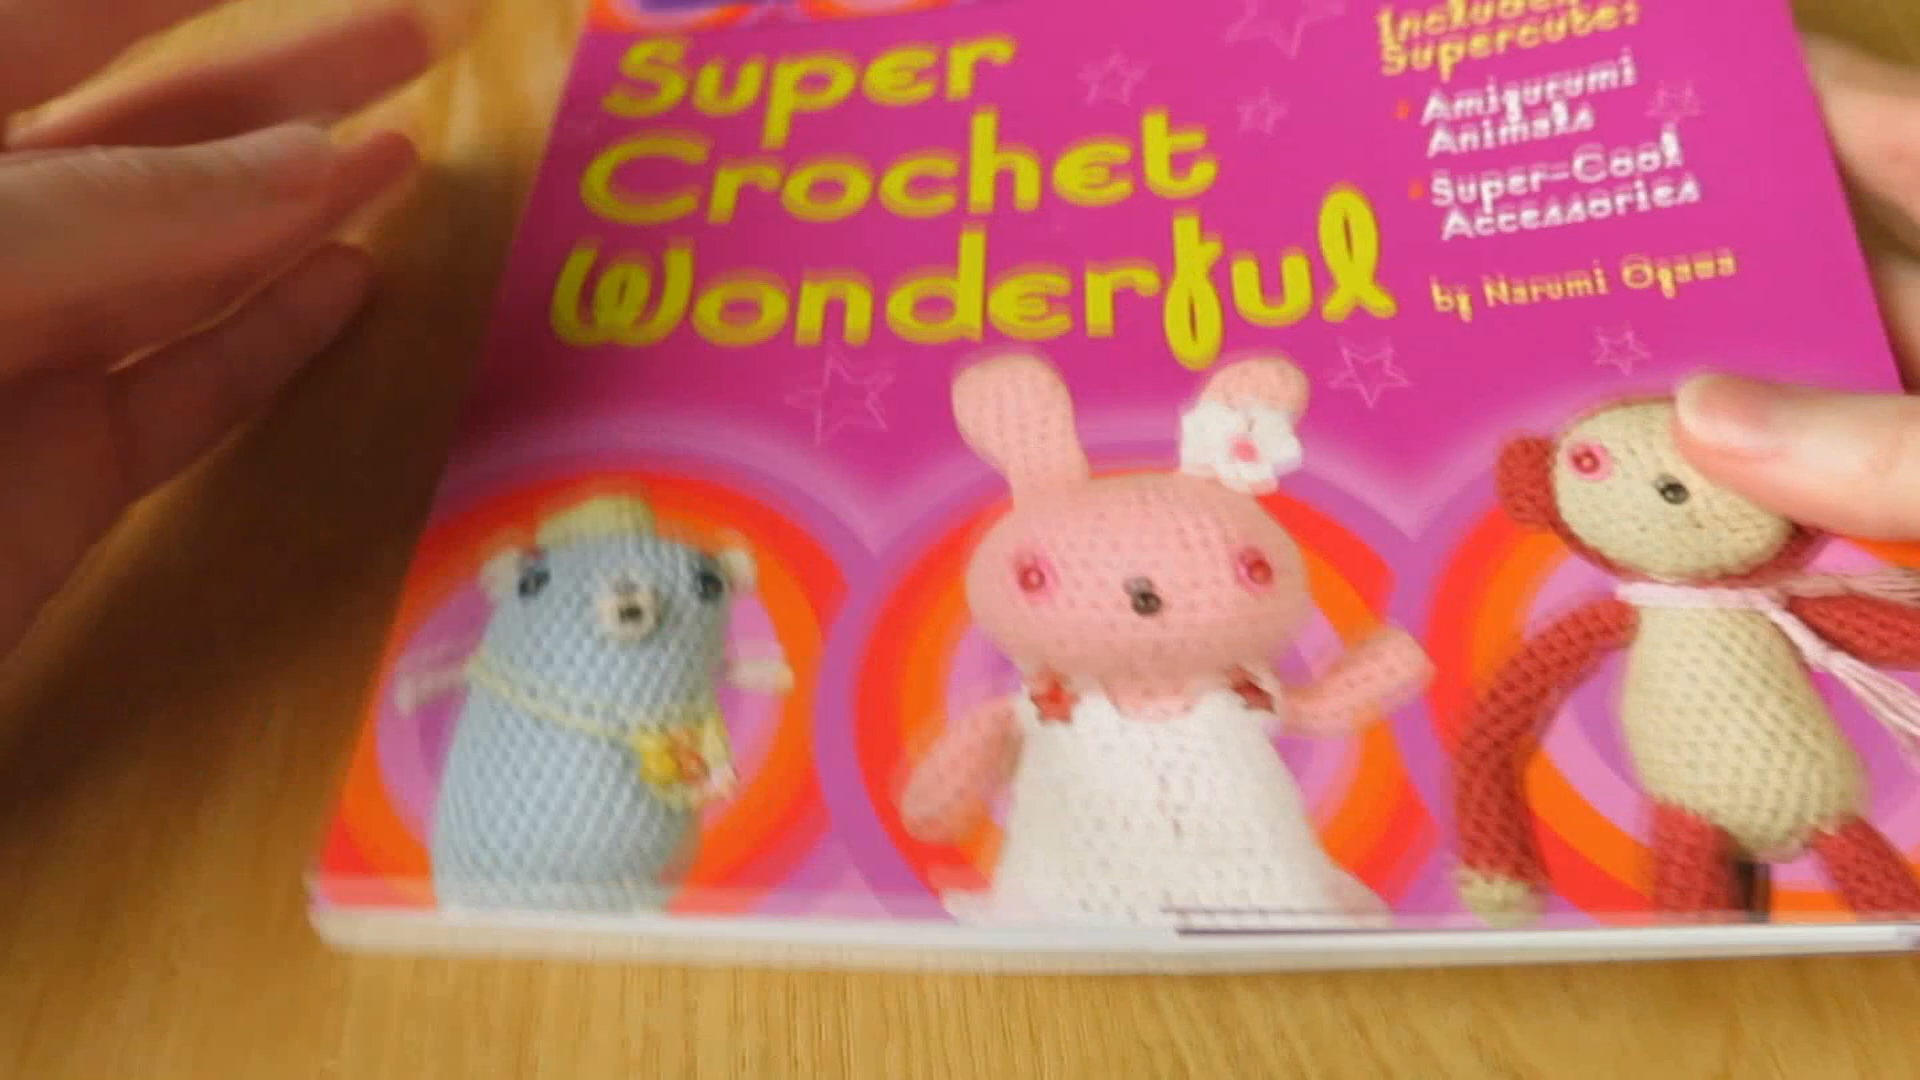 Super
Crochet
Wonderful
Includes
Supercute:
Amigurumi
Animals
Super-Cool
Accessories
by Narumi Ogawa